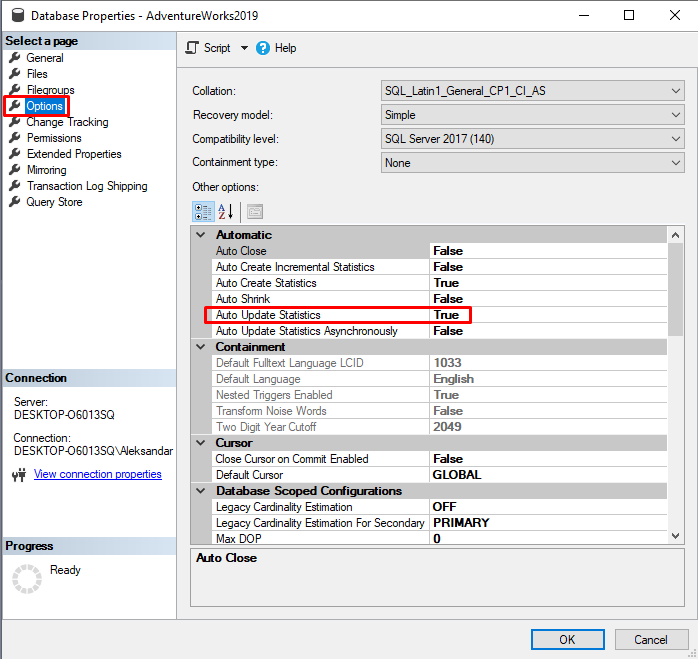 Database Properties - AdventureWorks2019
Select a page
General
Files
Filegroups
Options
Change Tracking
Permissions
Extended Properties
Mirroring
Transaction Log Shipping
Query Store
Connection
Server:
DESKTOP-O6013SQ
Connection:
DESKTOP-O6013SQ\Aleksandar
View connection properties
Progress
Ready
Script
Help
Collation: SQL_Latin1_General_CP1_CI_AS
Recovery model: Simple
Compatibility level: SQL Server 2017 (140)
Containment type: None
Other options:
Automatic
Auto Close False
Auto Create Incremental Statistics False
Auto Create Statistics True
Auto Shrink False
Auto Update Statistics True
Auto Update Statistics Asynchronously False
Containment
Default Fulltext Language LCID 1033
Default Language English
Nested Triggers Enabled True
Transform Noise Words False
Two Digit Year Cutoff 2049
Cursor
Close Cursor on Commit Enabled False
Default Cursor GLOBAL
Database Scoped Configurations
Legacy Cardinality Estimation OFF
Legacy Cardinality Estimation For Secondary PRIMARY
Max DOP 0
Auto Close
OK Cancel